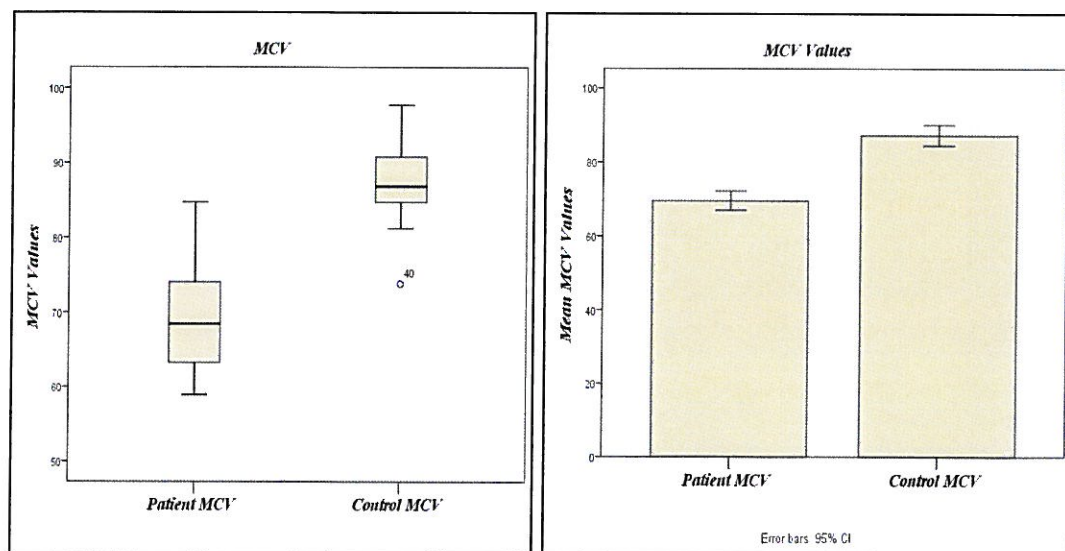 MCV
MCV Values
100
90
80
70
60
50
40
Patient MCV
Control MCV
MCV Values
Mean MCV Values
100
80
60
40
20
0
Patient MCV
Control MCV
Error bars 95% CI